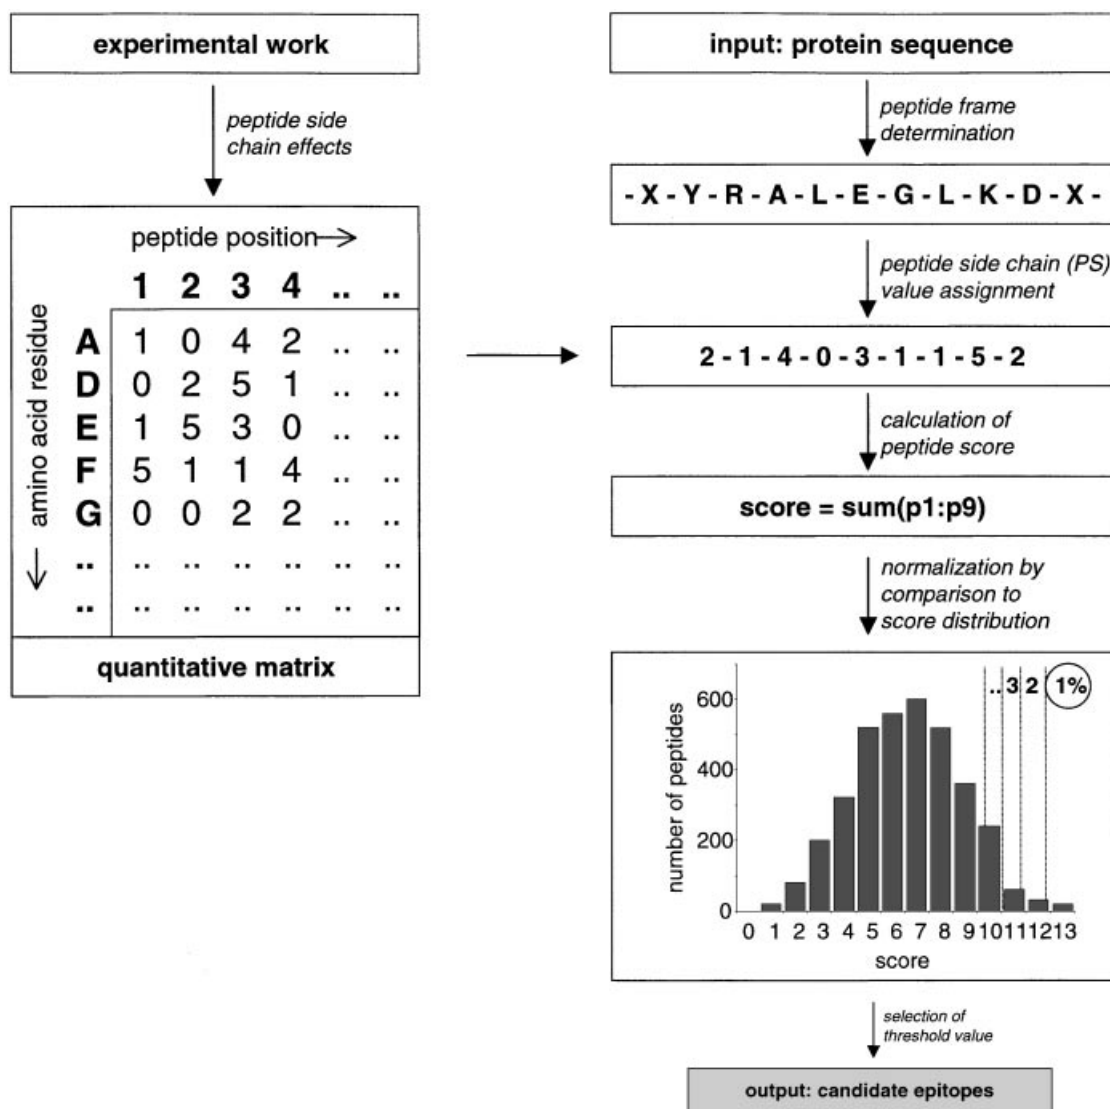 experimental work
peptide side
chain effects
peptide position
1 2 3 4 .. ..
amino acid residue
A 1 0 4 2 .. ..
D 0 2 5 1 .. ..
E 1 5 3 0 .. ..
F 5 1 1 4 .. ..
G 0 0 2 2 .. ..
.. .. .. .. .. .. ..
.. .. .. .. .. .. ..
quantitative matrix
input: protein sequence
peptide frame
determination
- X - Y - R - A - L - E - G - L - K - D - X -
peptide side chain (PS)
value assignment
2 - 1 - 4 - 0 - 3 - 1 - 1 - 5 - 2
calculation of
peptide score
score = sum(p1:p9)
normalization by
comparison to
score distribution
number of peptides
600
400
200
0
.. 3 2 1%
0 1 2 3 4 5 6 7 8 9 10 11 12 13
score
selection of
threshold value
output: candidate epitopes